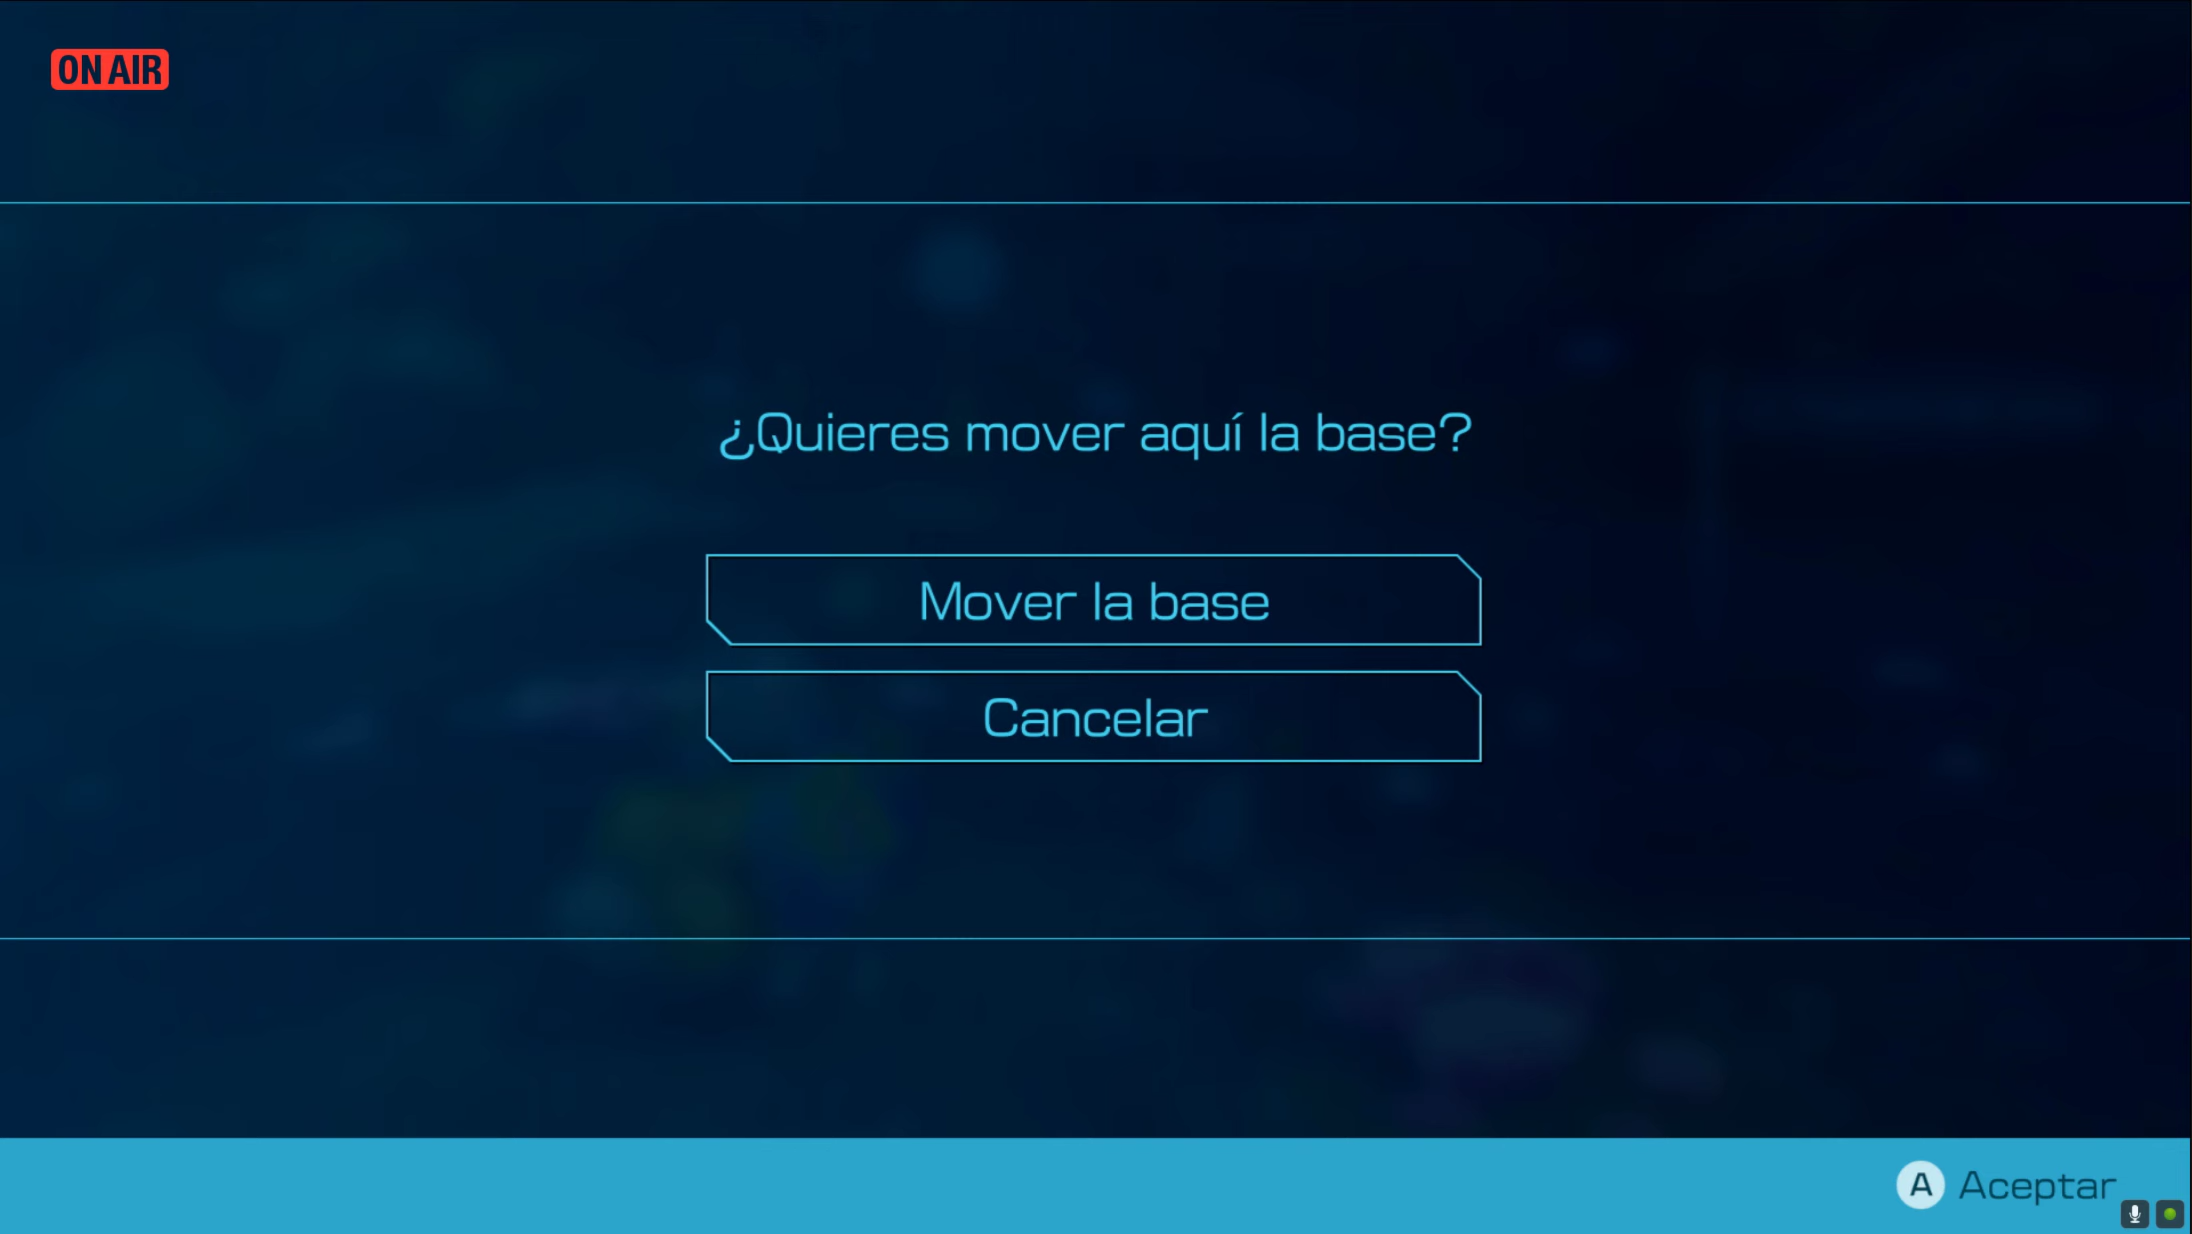 ON AIR
¿Quieres mover aquí la base?
Mover la base
Cancelar
A Aceptar